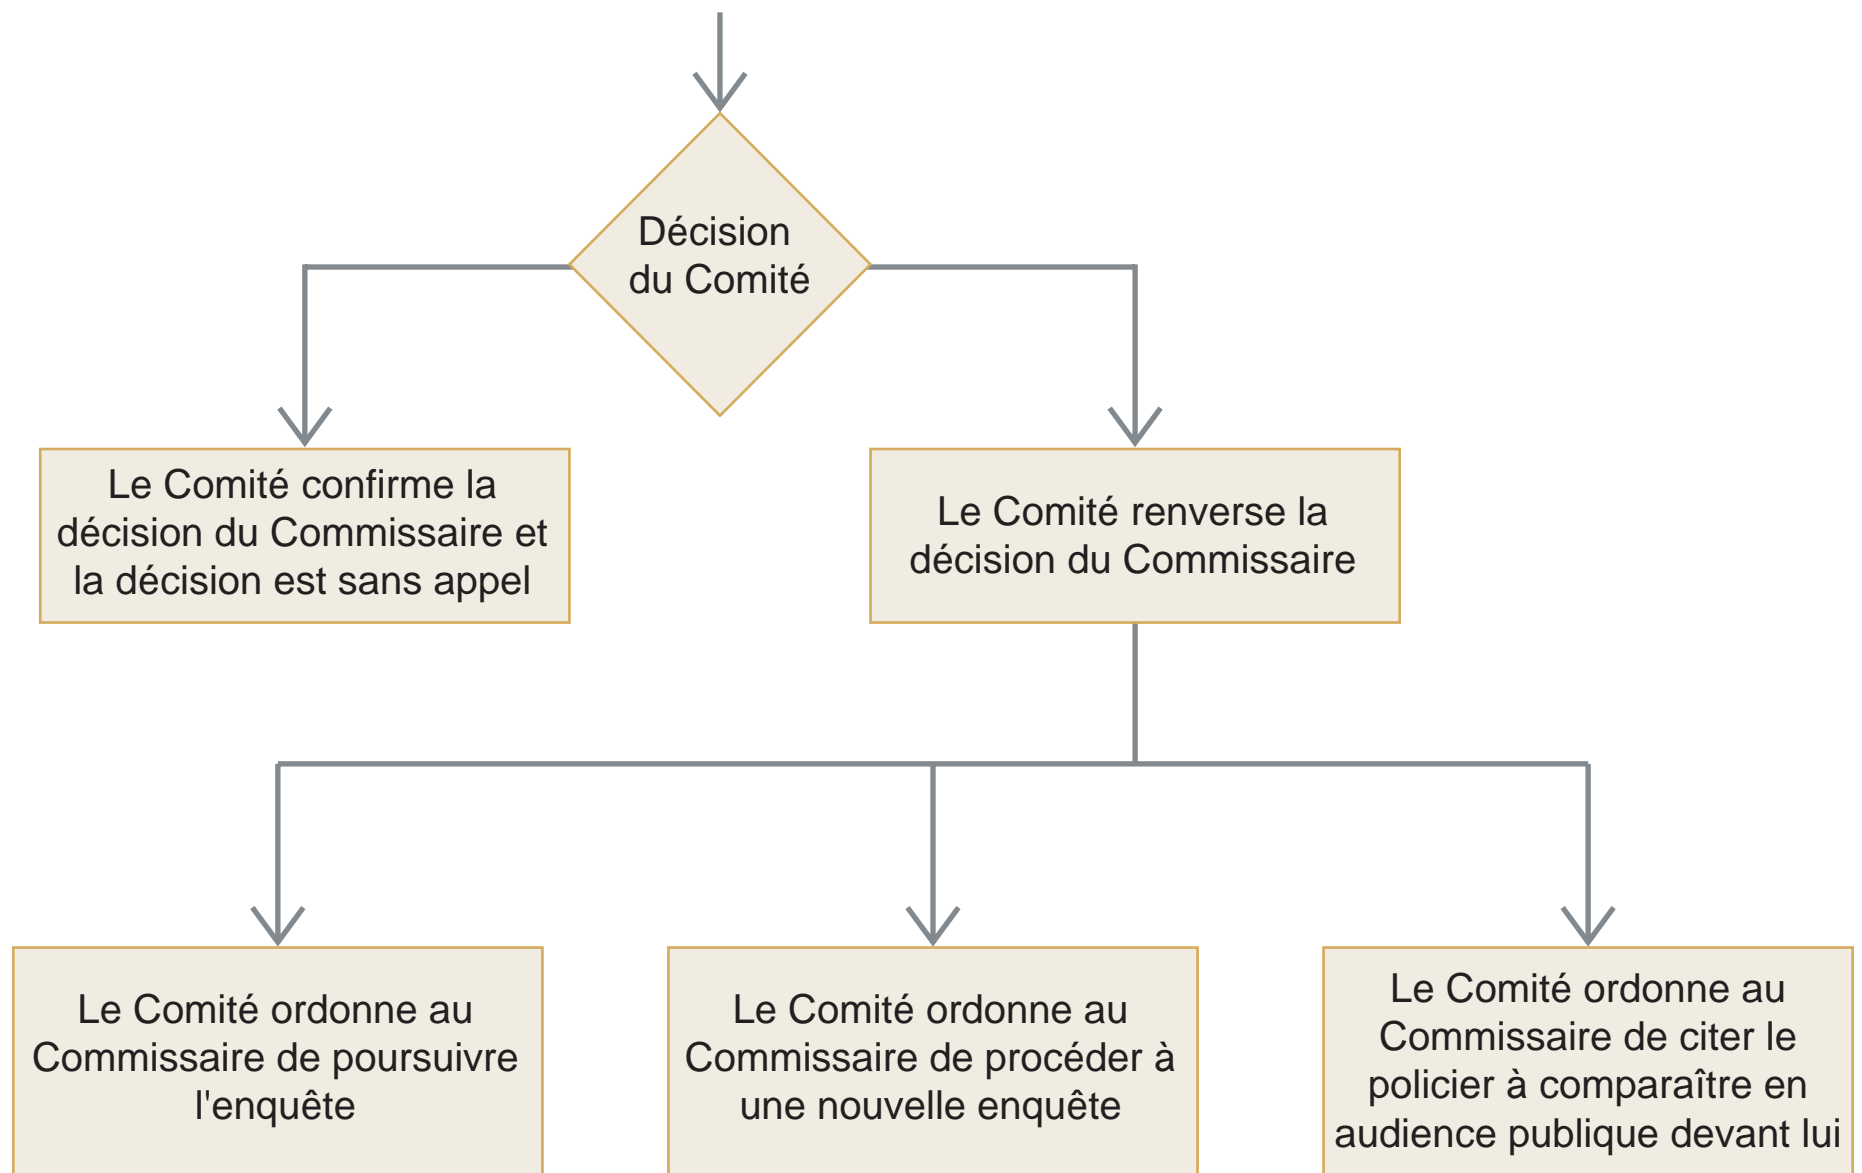 Décision
du Comité
Le Comité confirme la
décision du Commissaire et
la décision est sans appel
Le Comité renverse la
décision du Commissaire
Le Comité ordonne au
Commissaire de poursuivre
l'enquête
Le Comité ordonne au
Commissaire de procéder à
une nouvelle enquête
Le Comité ordonne au
Commissaire de citer le
policier à comparaître en
audience publique devant lui